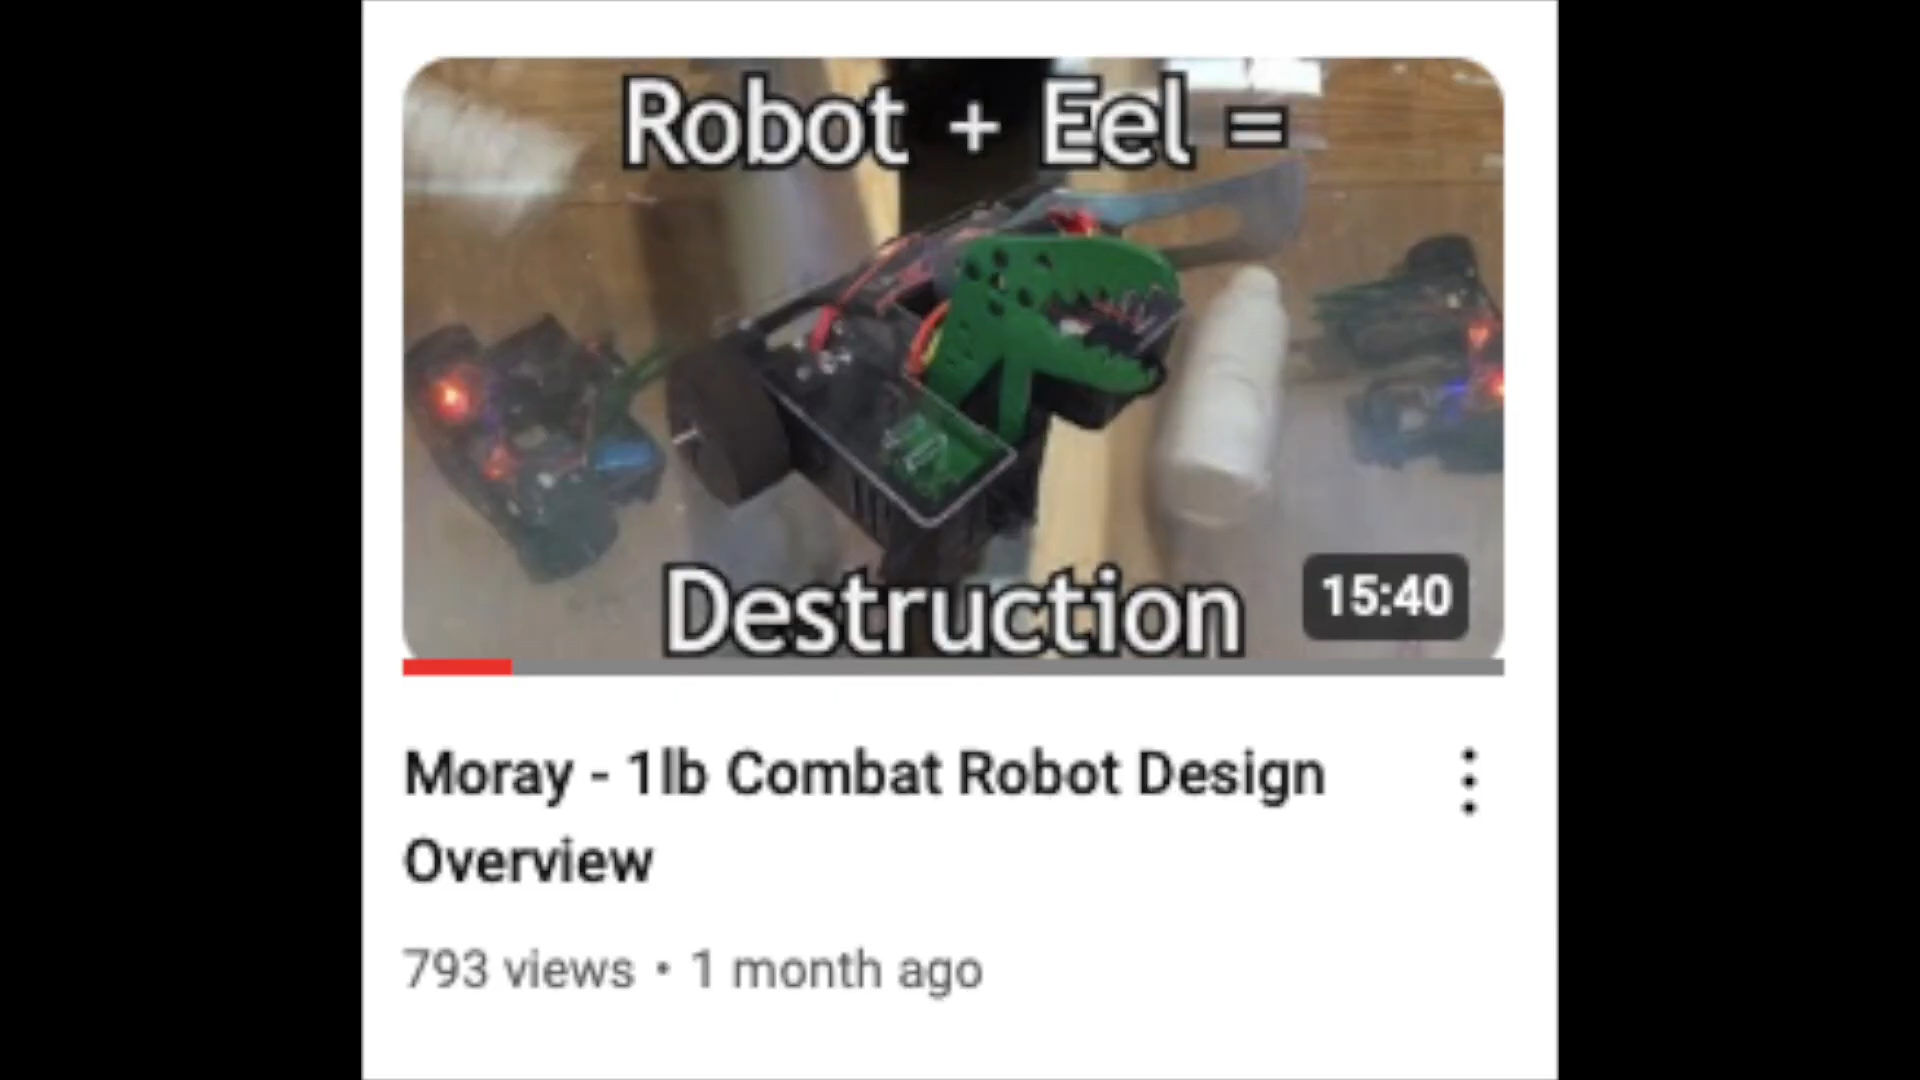 Robot + Eel =
Destruction
15:40
Moray - 1lb Combat Robot Design
Overview
793 views • 1 month ago